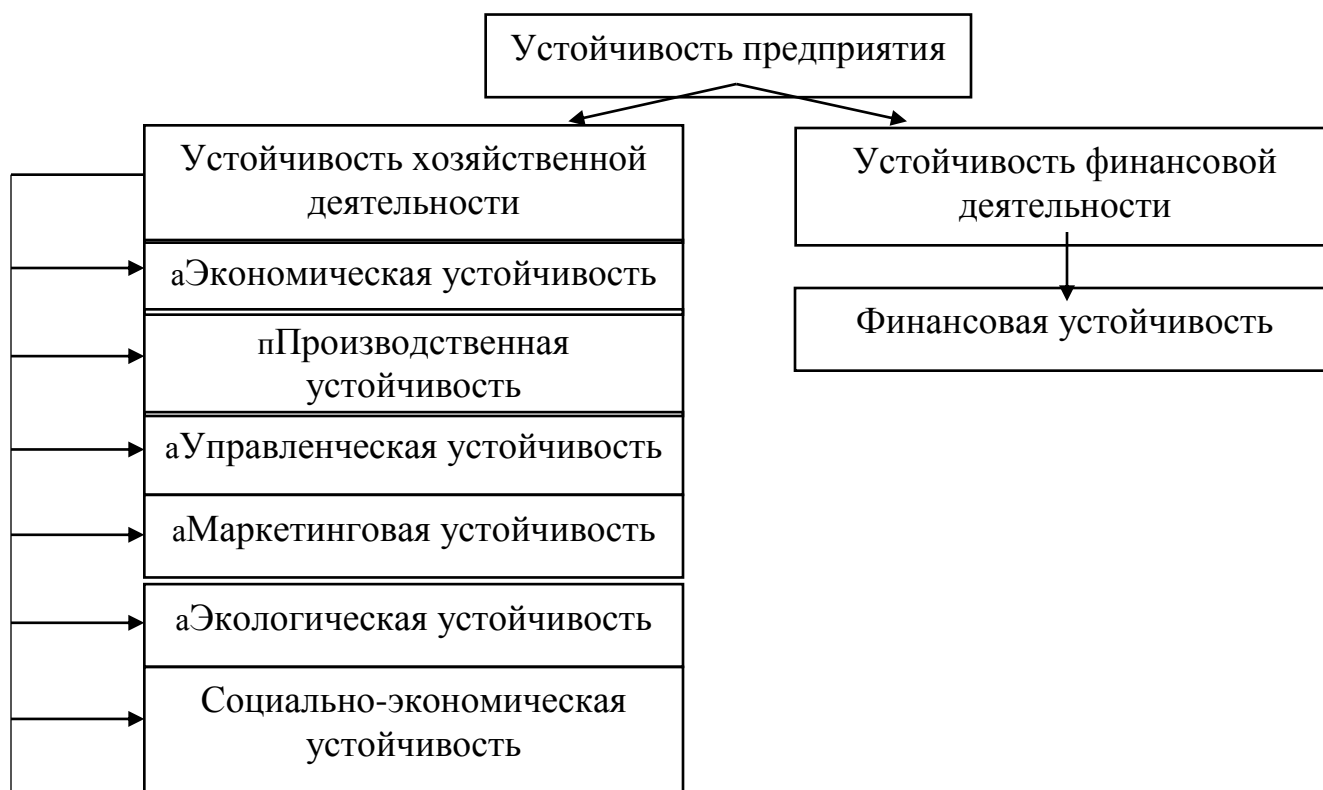 Устойчивость предприятия
Устойчивость хозяйственной
деятельности
Устойчивость финансовой
деятельности
аЭкономическая устойчивость
Финансовая устойчивость
пПроизводственная
устойчивость
аУправленческая устойчивость
аМаркетинговая устойчивость
аЭкологическая устойчивость
Социально-экономическая
устойчивость